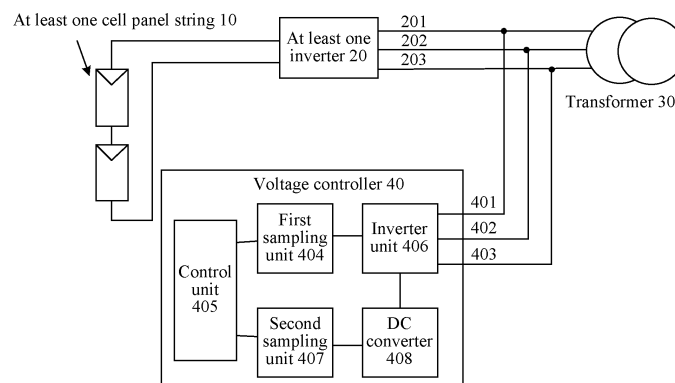 At least one cell panel string 10
At least one
inverter 20
201
202
203
Transformer 30
Voltage controller 40
401
402
403
First
sampling
unit 404
Inverter
unit 406
Control
unit
405
Second
sampling
unit 407
DC
converter
408